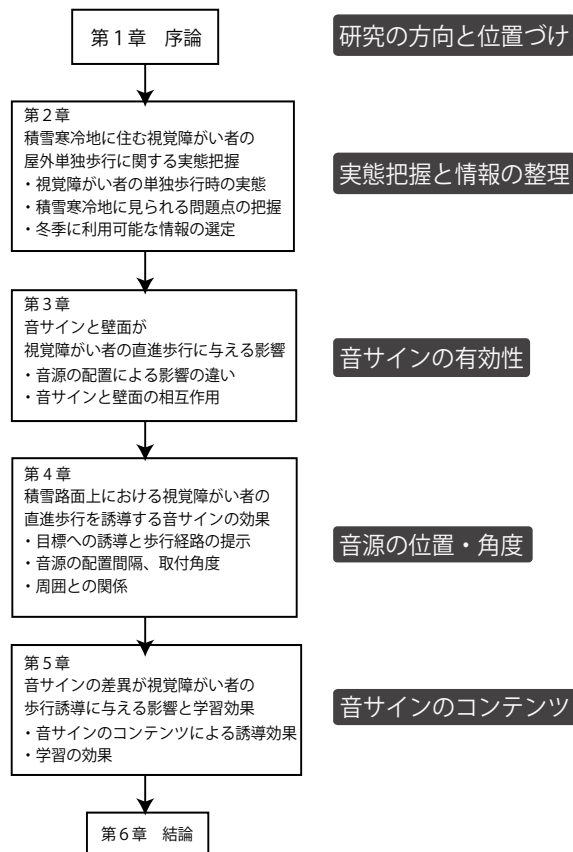 第1章 序論
研究の方向と位置づけ
第2章
積雪寒冷地に住む視覚障がい者の
屋外単独歩行に関する実態把握
・視覚障がい者の単独歩行時の実態
・積雪寒冷地に見られる問題点の把握
・冬季に利用可能な情報の選定
実態把握と情報の整理
第3章
音サインと壁面が
視覚障がい者の直進歩行に与える影響
・音源の配置による影響の違い
・音サインと壁面の相互作用
音サインの有効性
第4章
積雪路面上における視覚障がい者の
直進歩行を誘導する音サインの効果
・目標への誘導と歩行経路の提示
・音源の配置間隔、取付角度
・周囲との関係
音源の位置・角度
第5章
音サインの差異が視覚障がい者の
歩行誘導に与える影響と学習効果
・音サインのコンテンツによる誘導効果
・学習の効果
音サインのコンテンツ
第6章 結論